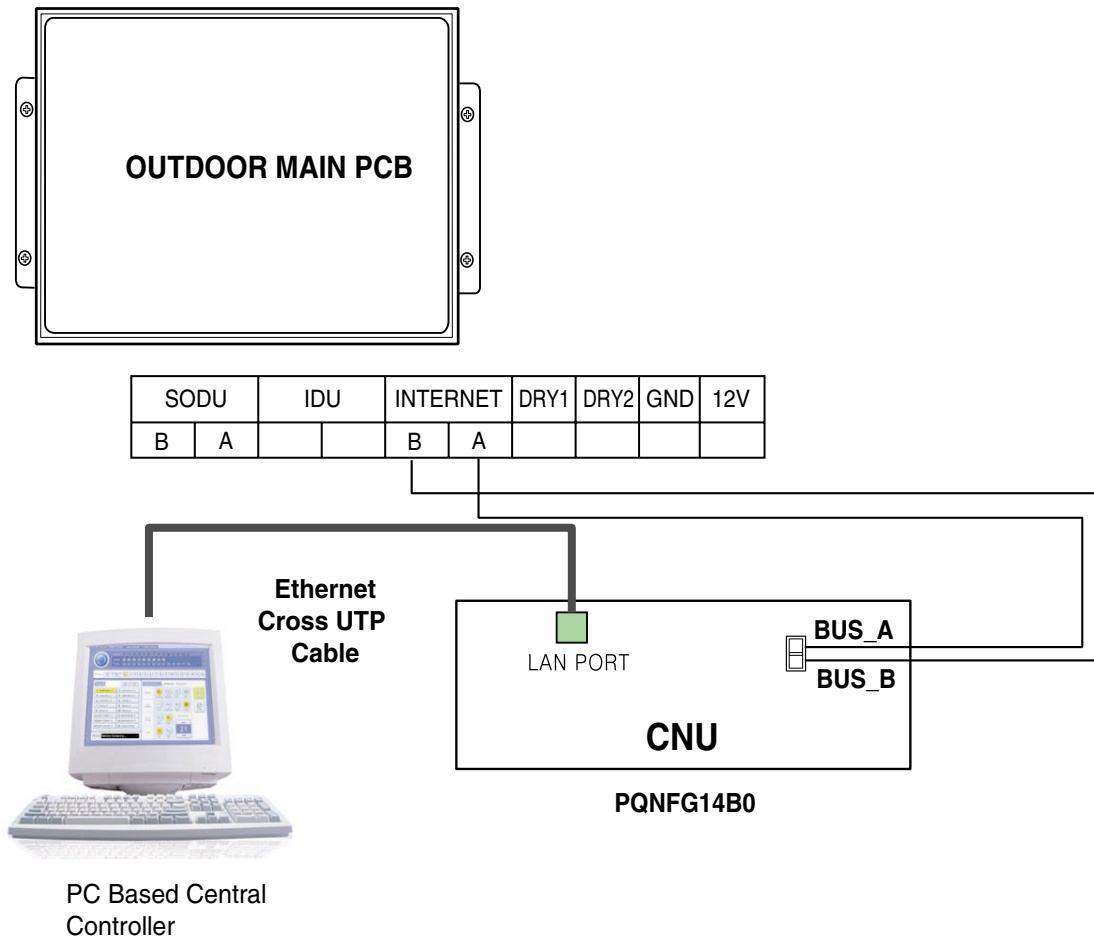 OUTDOOR MAIN PCB
SODU IDU INTERNET DRY1 DRY2 GND 12V
B A B A
Ethernet
Cross UTP
Cable
LAN PORT
BUS_A
BUS_B
CNU
PQNFG14B0
PC Based Central
Controller